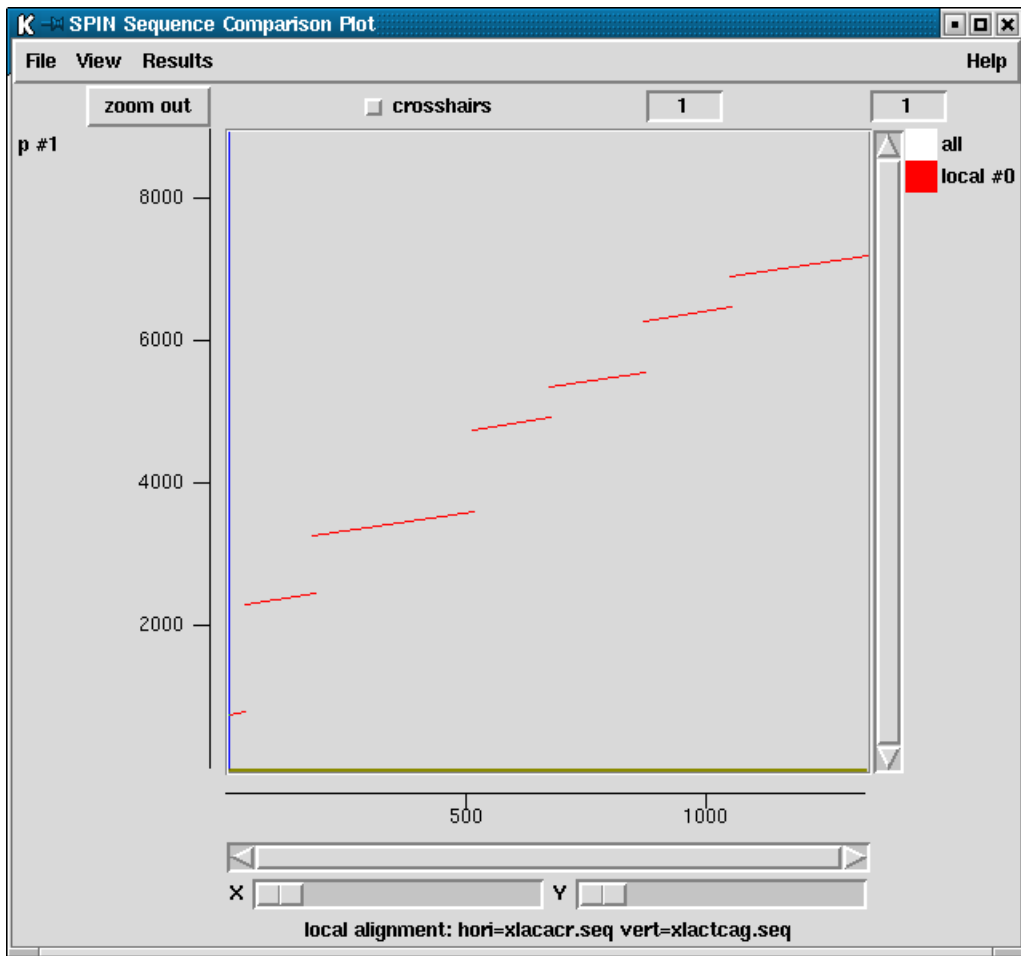 SPIN Sequence Comparison Plot
File View Results Help
zoom out crosshairs 1 1
p #1
all
local #0
8000
6000
4000
2000
500 1000
X Y
local alignment: hori=xlacacr.seq vert=xlactcag.seq